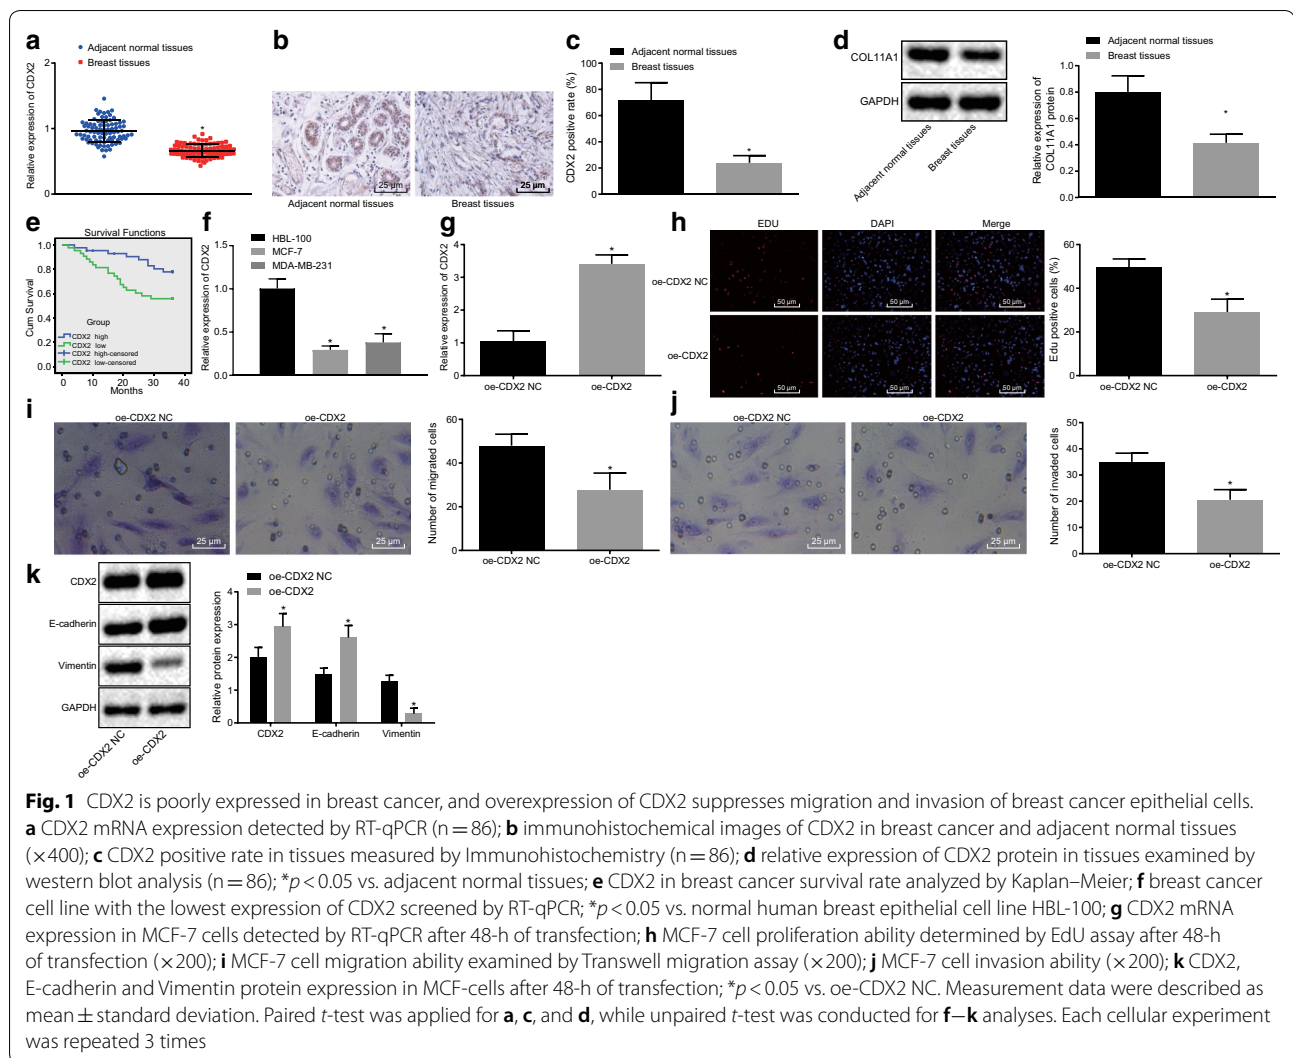 a
Adjacent normal tissues
Breast tissues
Relative expression of CDX2
2
1
0
*
b
25 µm
25 µm
Adjacent normal tissues
Breast tissues
c
Adjacent normal tissues
Breast tissues
CDX2 positive rate (%)
100
80
60
40
20
0
*
d
COL11A1
GAPDH
Adjacent normal tissues
Breast tissues
Adjacent normal tissues
Breast tissues
Relative expression of
COL11A1 protein
1.0
0.8
0.6
0.4
0.2
0.0
*
e
Survival Functions
Cum Survival
1.0
0.8
0.6
0.4
0.2
0.0
Group
CDX2 high
CDX2 low
CDX2 high-censored
CDX2 low-censored
0 10 20 30 40
Months
f
HBL-100
MCF-7
MDA-MB-231
Relative expression of CDX2
1.5
1.0
0.5
0.0
*
*
g
Relative expression of CDX2
4
3
2
1
0
*
oe-CDX2 NC
oe-CDX2
h
EDU DAPI Merge
oe-CDX2 NC
50 µm 50 µm 50 µm
oe-CDX2
50 µm 50 µm 50 µm
Edu positive cells (%)
60
40
20
0
*
oe-CDX2 NC
oe-CDX2
i
oe-CDX2 NC
oe-CDX2
25 µm
25 µm
Number of migrated cells
60
40
20
0
*
oe-CDX2 NC
oe-CDX2
j
oe-CDX2 NC
oe-CDX2
25 µm
25 µm
Number of invaded cells
50
40
30
20
10
0
*
oe-CDX2 NC
oe-CDX2
k
CDX2
E-cadherin
Vimentin
GAPDH
oe-CDX2 NC
oe-CDX2
oe-CDX2 NC
oe-CDX2
Relative protein expression
4
3
2
1
0
*
*
*
CDX2 E-cadherin Vimentin
Fig. 1 CDX2 is poorly expressed in breast cancer, and overexpression of CDX2 suppresses migration and invasion of breast cancer epithelial cells.
a CDX2 mRNA expression detected by RT-qPCR (n = 86); b immunohistochemical images of CDX2 in breast cancer and adjacent normal tissues
(×400); c CDX2 positive rate in tissues measured by Immunohistochemistry (n = 86); d relative expression of CDX2 protein in tissues examined by
western blot analysis (n = 86); *p < 0.05 vs. adjacent normal tissues; e CDX2 in breast cancer survival rate analyzed by Kaplan–Meier; f breast cancer
cell line with the lowest expression of CDX2 screened by RT-qPCR; *p < 0.05 vs. normal human breast epithelial cell line HBL-100; g CDX2 mRNA
expression in MCF-7 cells detected by RT-qPCR after 48-h of transfection; h MCF-7 cell proliferation ability determined by EdU assay after 48-h
of transfection (×200); i MCF-7 cell migration ability examined by Transwell migration assay (×200); j MCF-7 cell invasion ability (×200); k CDX2,
E-cadherin and Vimentin protein expression in MCF-cells after 48-h of transfection; *p < 0.05 vs. oe-CDX2 NC. Measurement data were described as
mean ± standard deviation. Paired t-test was applied for a, c, and d, while unpaired t-test was conducted for f–k analyses. Each cellular experiment
was repeated 3 times